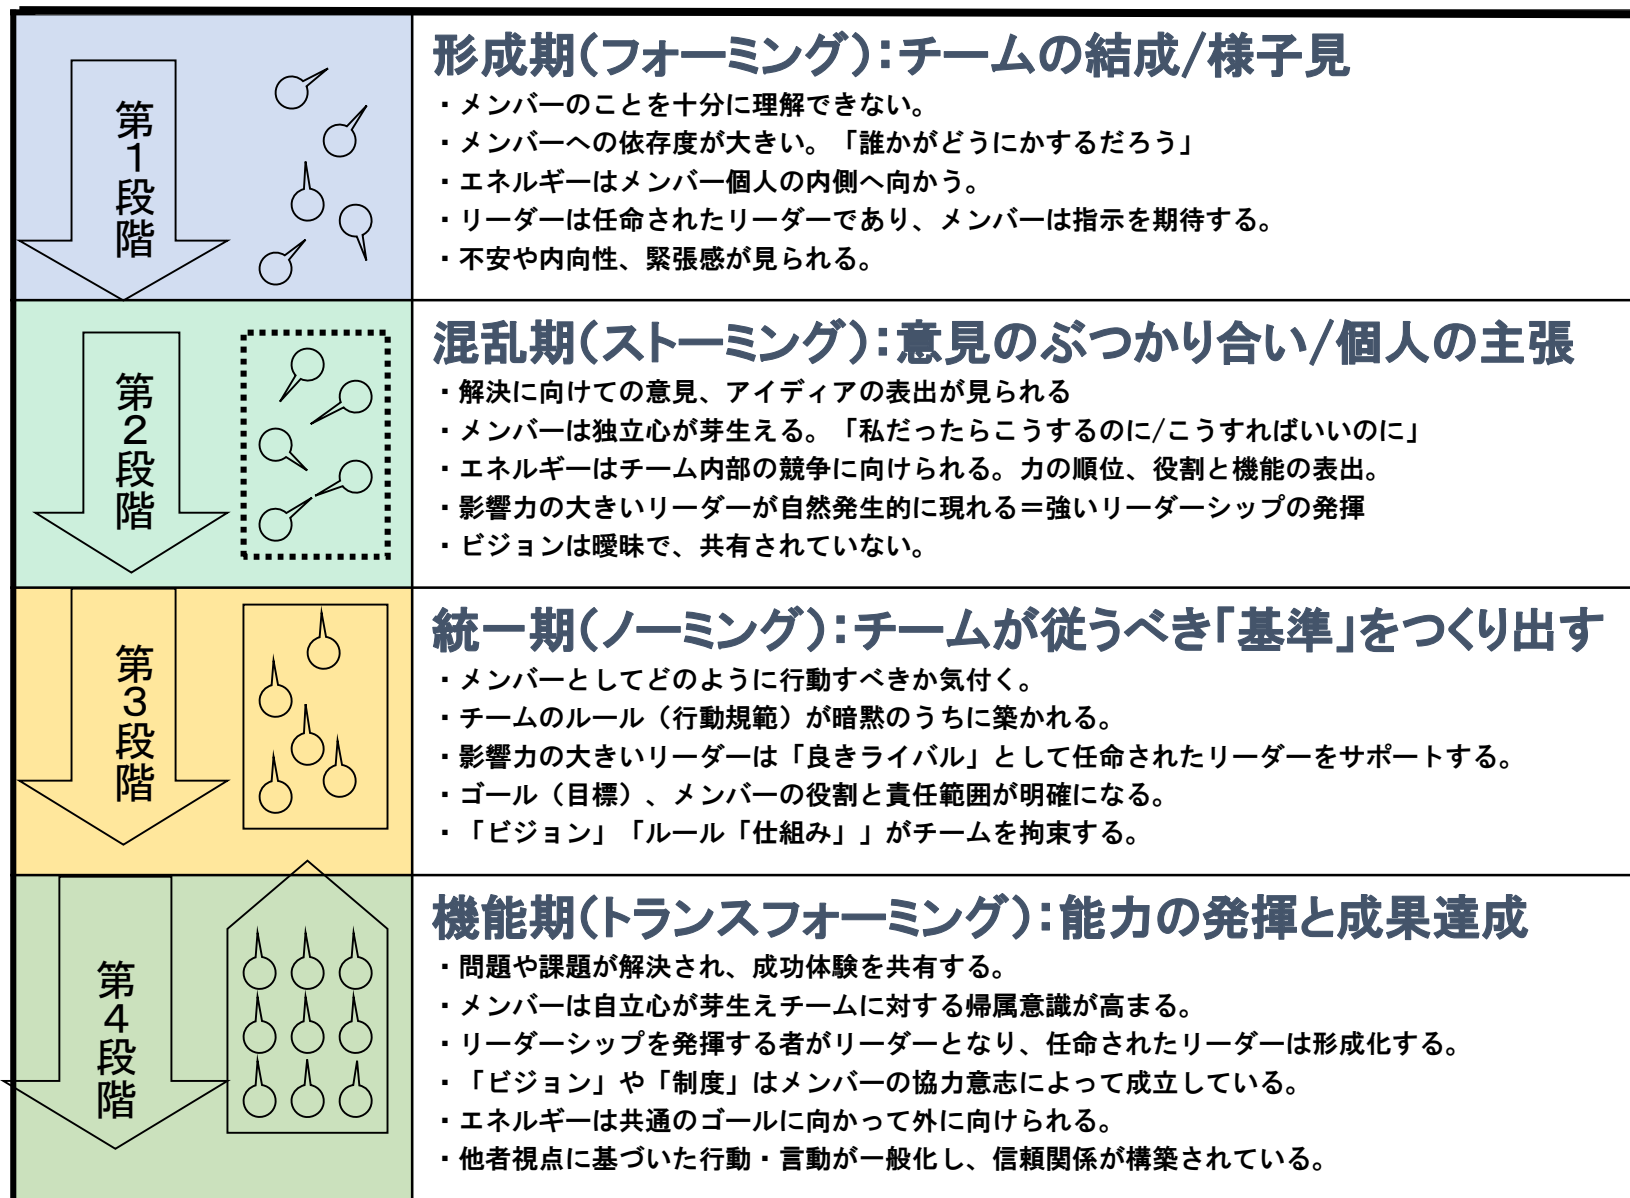 第1段階
形成期(フォーミング):チームの結成/様子見
・メンバーのことを十分に理解できない。
・メンバーへの依存度が大きい。「誰かがどうにかするだろう」
・エネルギーはメンバー個人の内側へ向かう。
・リーダーは任命されたリーダーであり、メンバーは指示を期待する。
・不安や内向性、緊張感が見られる。
第2段階
混乱期(ストーミング):意見のぶつかり合い/個人の主張
・解決に向けての意見、アイディアの表出が見られる
・メンバーは独立心が芽生える。「私だったらこうするのに/こうすればいいのに」
・エネルギーはチーム内部の競争に向けられる。力の順位、役割と機能の表出。
・影響力の大きいリーダーが自然発生的に現れる＝強いリーダーシップの発揮
・ビジョンは曖昧で、共有されていない。
第3段階
統一期(ノーミング):チームが従うべき「基準」をつくり出す
・メンバーとしてどのように行動すべきか気付く。
・チームのルール（行動規範）が暗黙のうちに築かれる。
・影響力の大きいリーダーは「良きライバル」として任命されたリーダーをサポートする。
・ゴール（目標）、メンバーの役割と責任範囲が明確になる。
・「ビジョン」「ルール「仕組み」」がチームを拘束する。
第4段階
機能期(トランスフォーミング):能力の発揮と成果達成
・問題や課題が解決され、成功体験を共有する。
・メンバーは自立心が芽生えチームに対する帰属意識が高まる。
・リーダーシップを発揮する者がリーダーとなり、任命されたリーダーは形成化する。
・「ビジョン」や「制度」はメンバーの協力意志によって成立している。
・エネルギーは共通のゴールに向かって外に向けられる。
・他者視点に基づいた行動・言動が一般化し、信頼関係が構築されている。